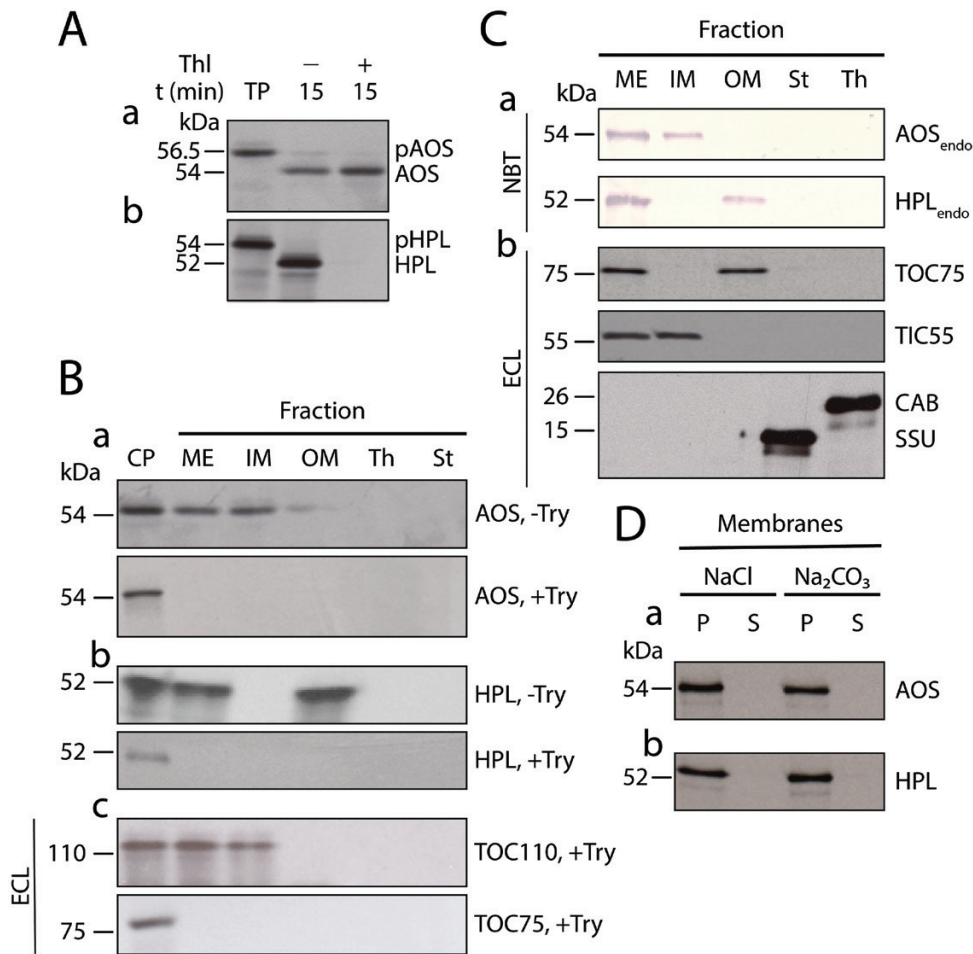 A
Thl − +
t (min) TP 15 15
a
kDa
56.5 pAOS
54 AOS
b
54 pHPL
52 HPL
B
Fraction
a
kDa CP ME IM OM Th St
54 AOS, -Try
54 AOS, +Try
b
52 HPL, -Try
52 HPL, +Try
c
ECL
110 TOC110, +Try
75 TOC75, +Try
C
Fraction
ME IM OM St Th
a
kDa
NBT
54 AOSendo
52 HPLendo
b
ECL
75 TOC75
55 TIC55
26 CAB
15 SSU
D
Membranes
NaCl Na₂CO₃
a
P S P S
kDa
54 AOS
b
52 HPL